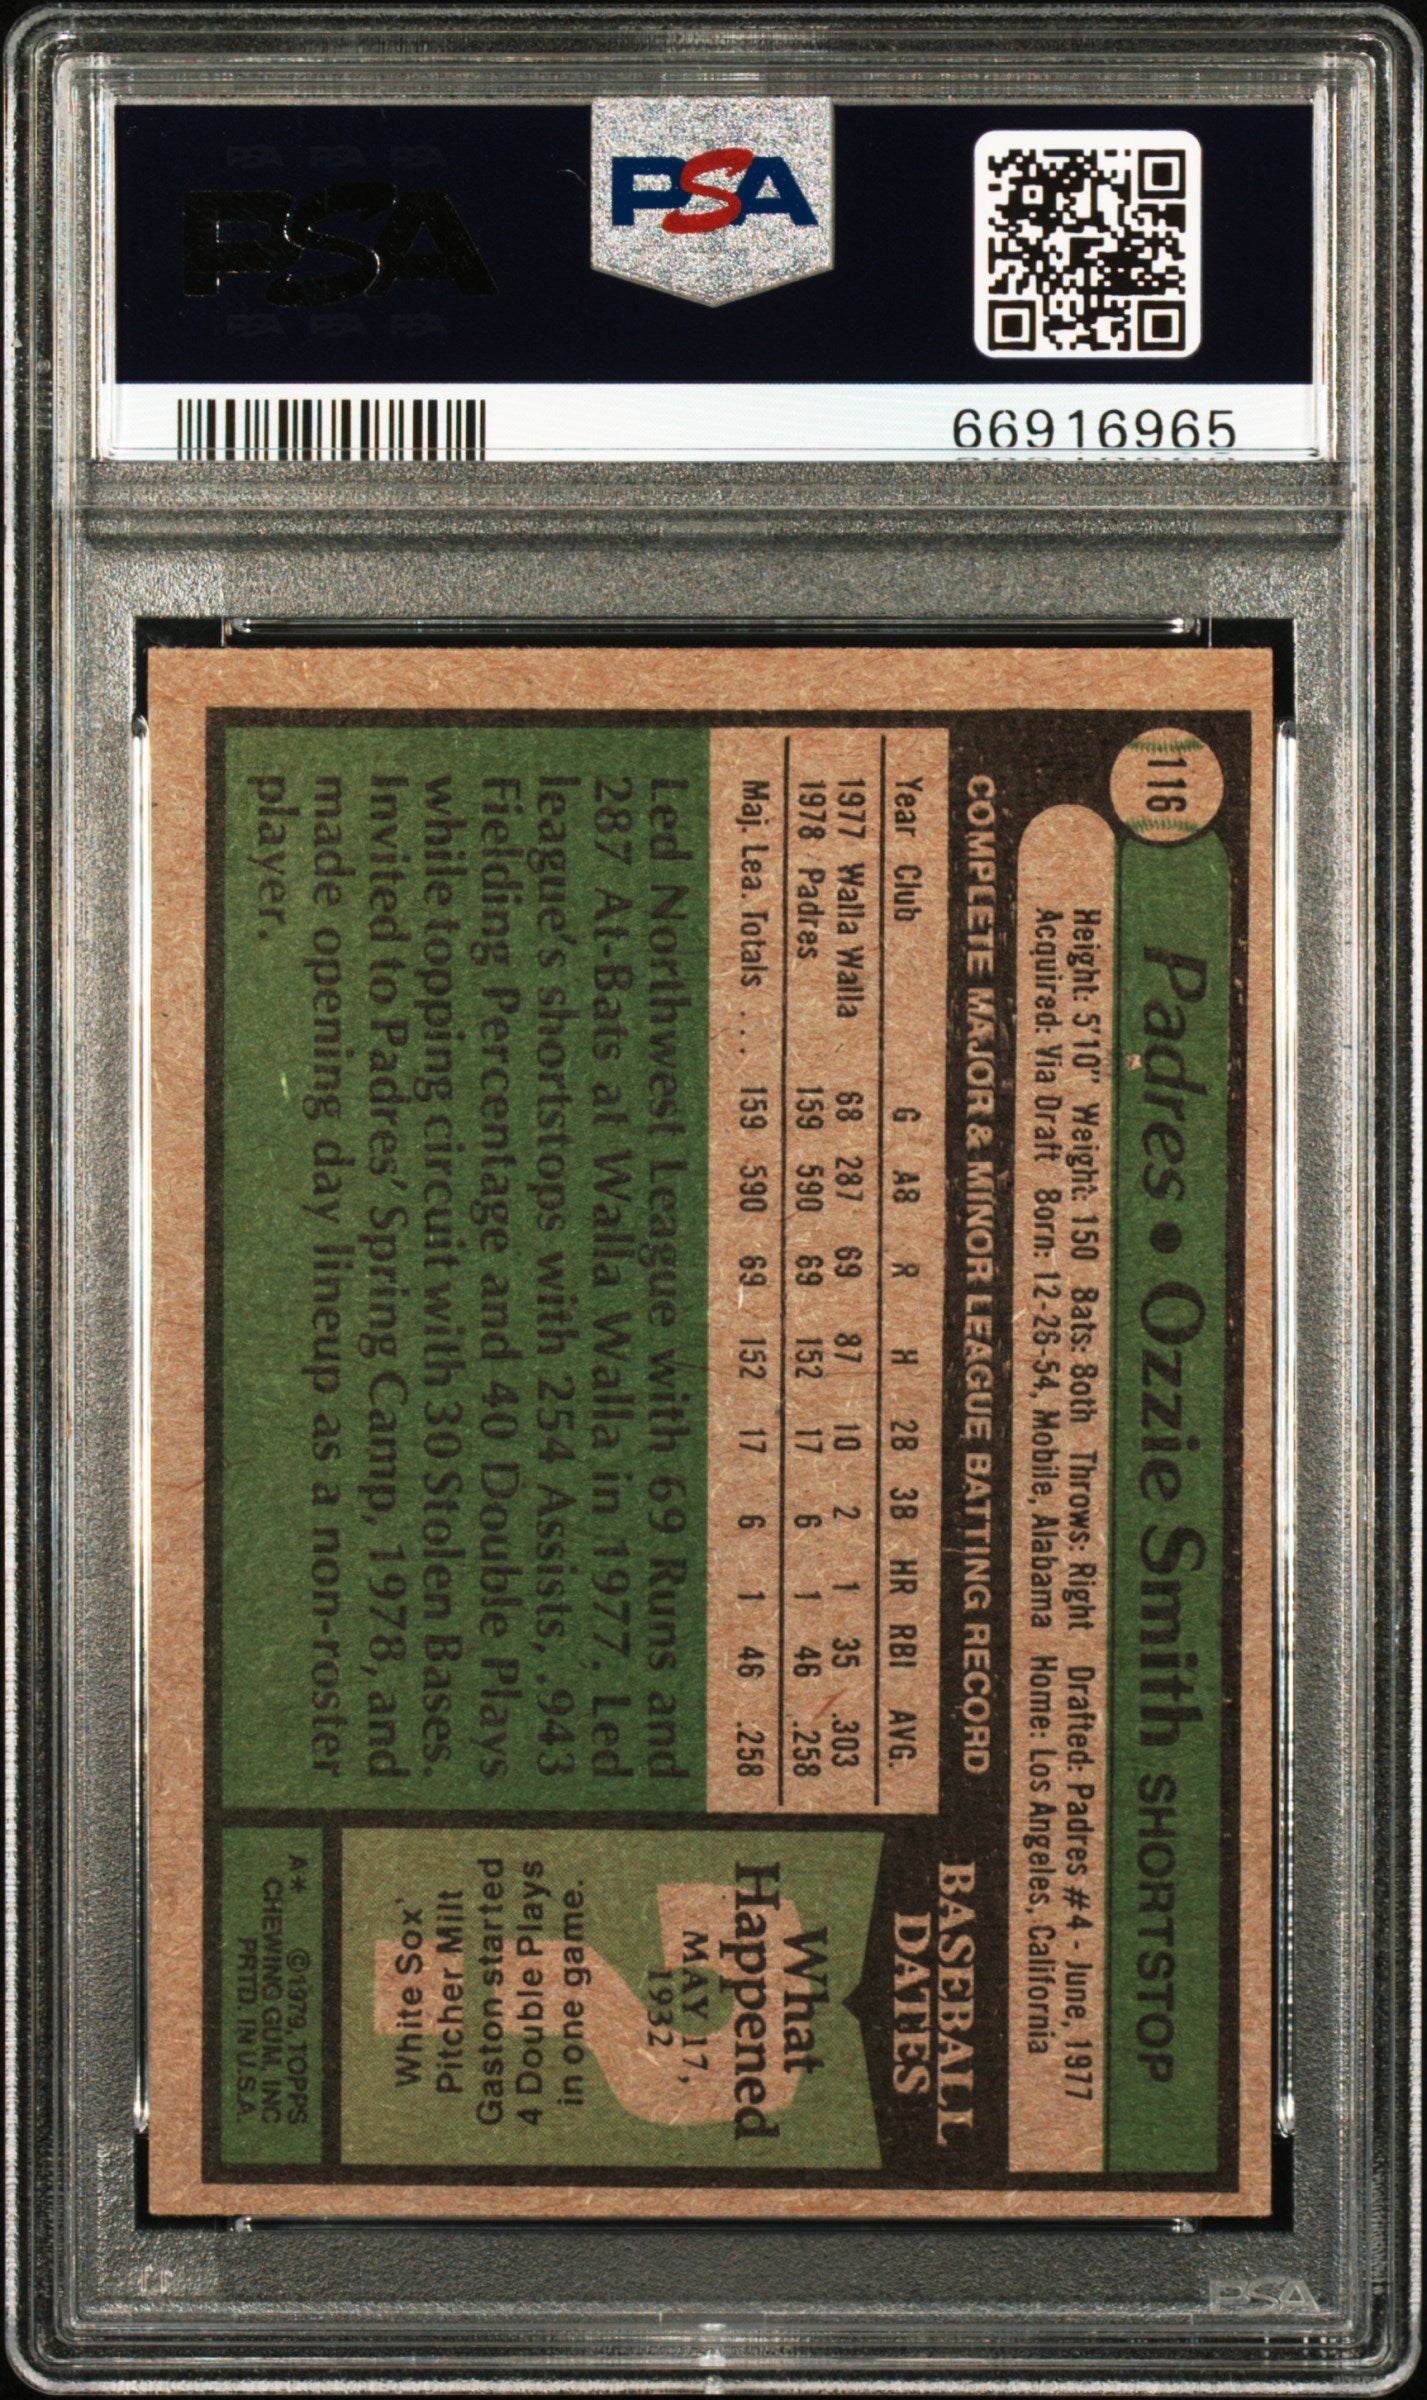 PSA PSA PSA
PSA
PSA PSA PSA
PSA
66916965
116
Padres • Ozzie Smith SHORTSTOP
Height: 5'10" Weight: 150 Bats: Both Throws: Right Drafted: Padres #4 - June, 1977
Acquired: Via Draft Born: 12-26-54, Mobile, Alabama Home: Los Angeles, California
COMPLETE MAJOR & MINOR LEAGUE BATTING RECORD
Year Club G AB R H 2B 3B HR RBI AVG.
1977 Walla Walla 68 287 69 87 10 2 1 35 .303
1978 Padres 159 590 69 152 17 6 1 46 .258
Maj. Lea. Totals .... 159 590 69 152 17 6 1 46 .258
Led Northwest League with 69 Runs and
287 At-Bats at Walla Walla in 1977. Led
league's shortstops with 254 Assists, .943
Fielding Percentage and 40 Double Plays
while topping circuit with 30 Stolen Bases.
Invited to Padres' Spring Camp, 1978, and
made opening day lineup as a non-roster
player.
BASEBALL
DATES
What
Happened
MAY 17,
1932
White Sox'
Pitcher Milt
Gaston started
4 Double Plays
in one game.
A** ©1979, TOPPS
CHEWING GUM, INC
PRTD. IN U.S.A.
PSA